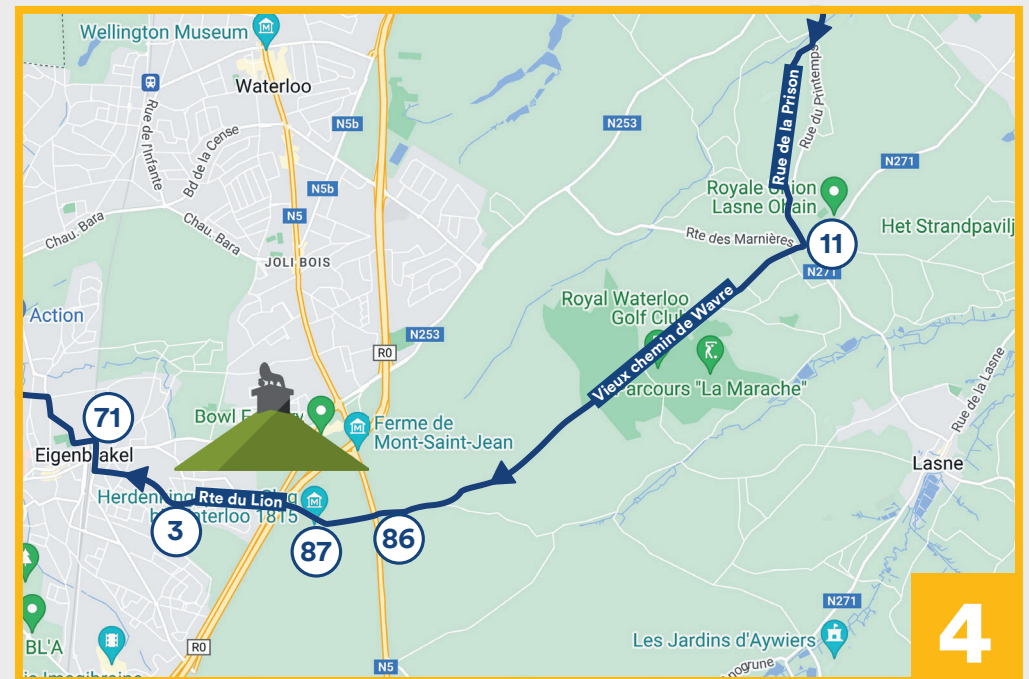 Wellington Museum
Waterloo
Rue de l'Infante
Bd de la Cense
N5b
N5b
N5
N253
Chau. Bara
Chau. Bara
JOLI BOIS
Rue de la Prison
Rue du Printemps
N271
Royale Union
Lasne Ohain
11
Het Strandpavilj
Rte des Marnières
N271
Action
N253
R0
Royal Waterloo
Golf Club
Vieux chemin de Wavre
Parcours "La Marache"
Rue de la Lasne
71
Eigenbrakel
Ferme de
Mont-Saint-Jean
Lasne
Rte du Lion
1815
3
87
86
R0
N5
BL'A
N271
Les Jardins d'Aywiers
4